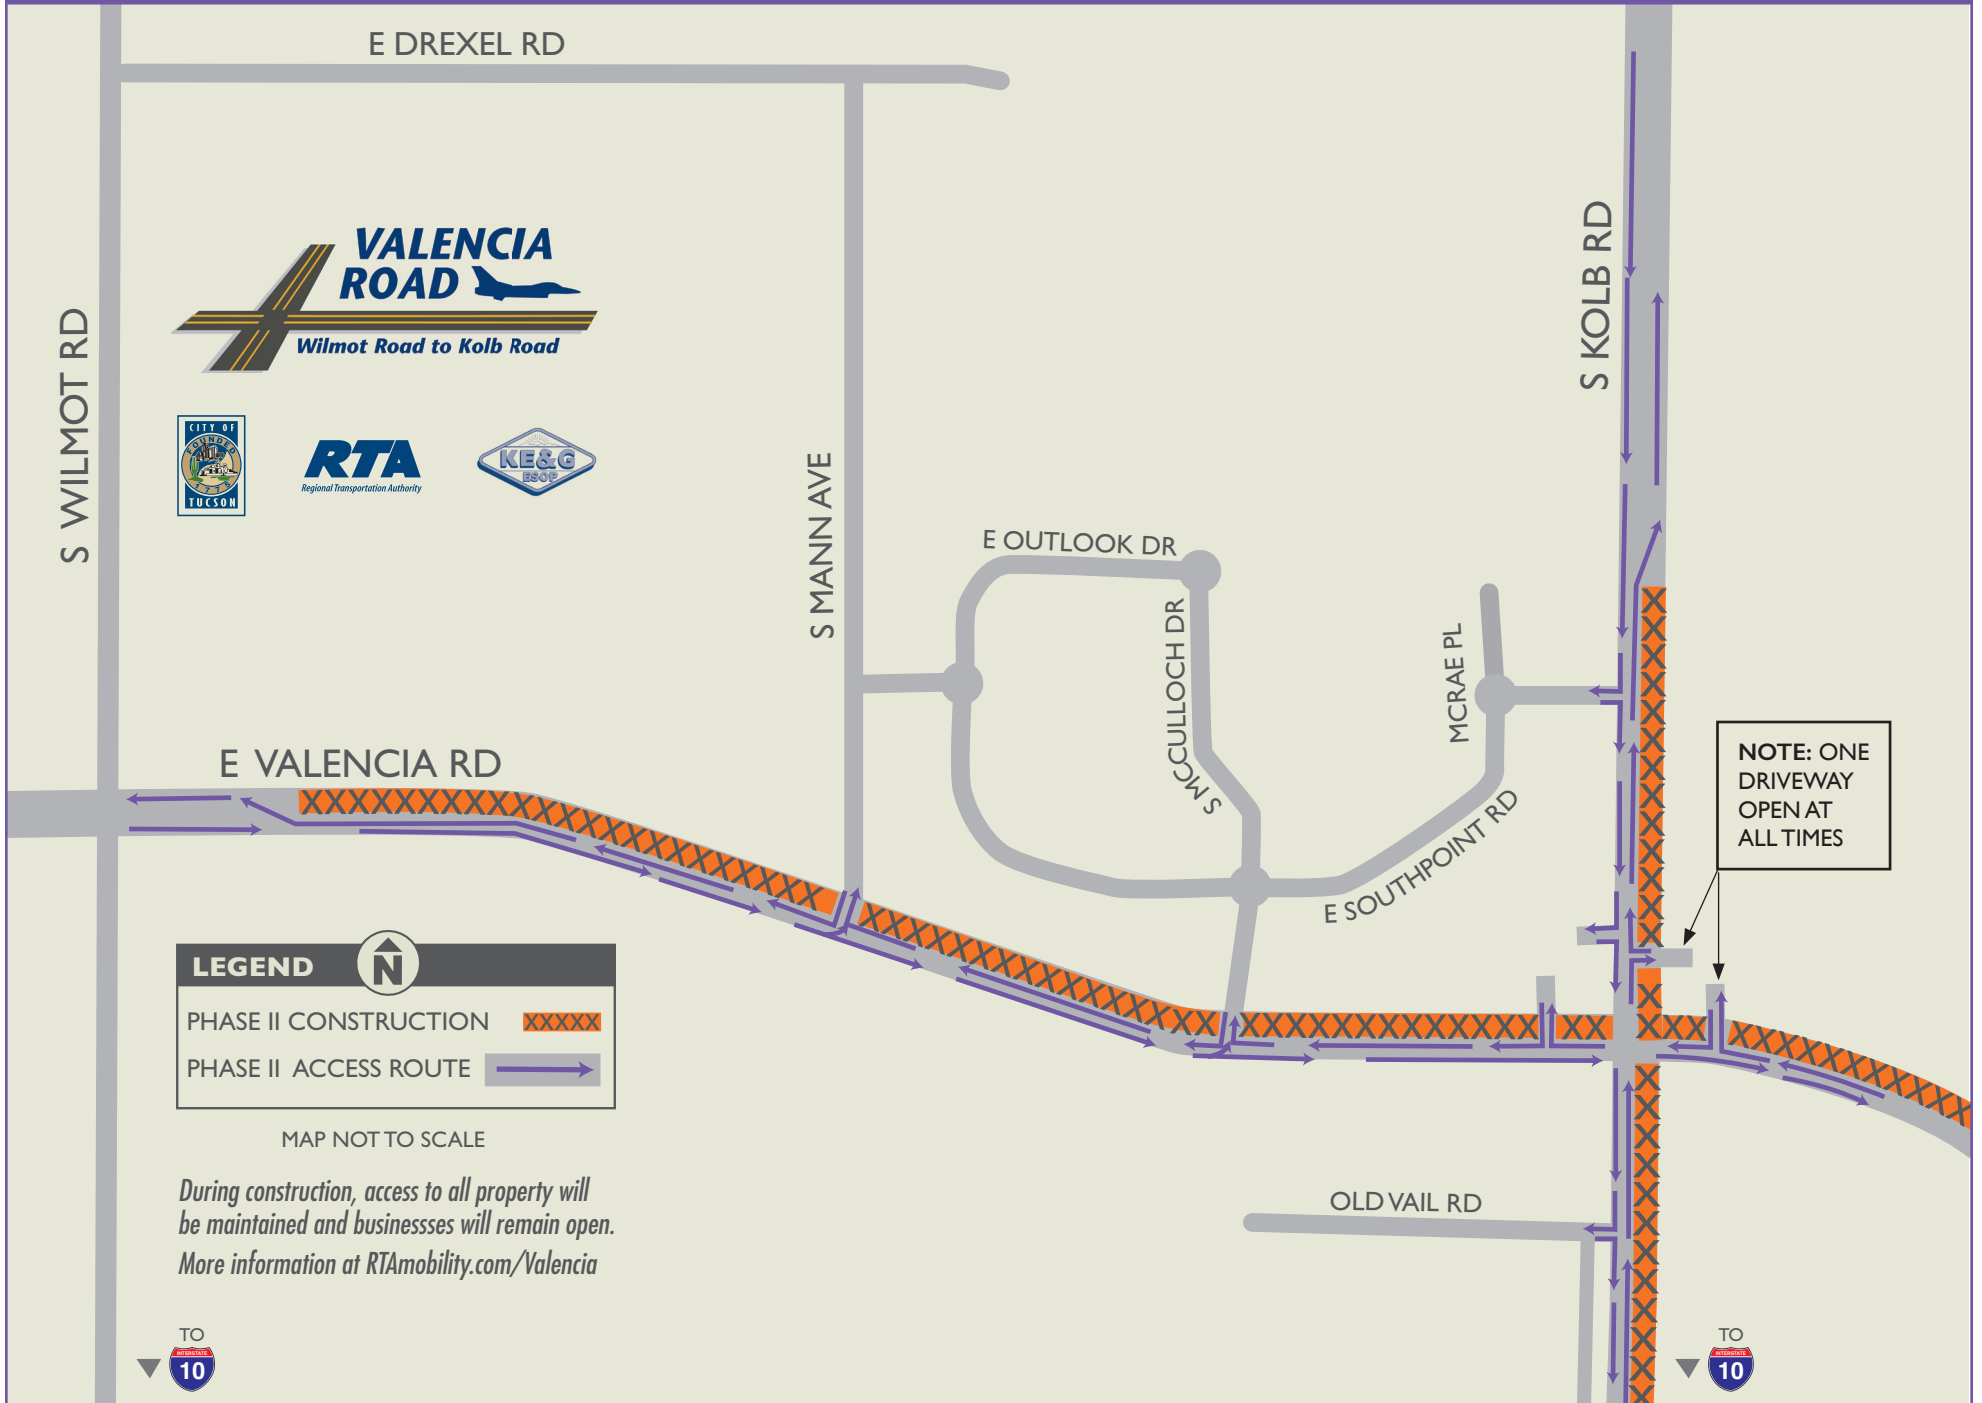 E DREXEL RD
S WILMOT RD
VALENCIA
ROAD
Wilmot Road to Kolb Road
CITY OF
FOUNDED
1775
TUCSON
RTA
Regional Transportation Authority
KE&G
ESOP
S MANN AVE
S KOLB RD
E OUTLOOK DR
S MCCULLOCH DR
MCRAE PL
E SOUTHPOINT RD
E VALENCIA RD
NOTE: ONE
DRIVEWAY
OPEN AT
ALL TIMES
LEGEND
N
PHASE II CONSTRUCTION
PHASE II ACCESS ROUTE
MAP NOT TO SCALE
During construction, access to all property will
be maintained and businessses will remain open.
More information at RTAmobility.com/Valencia
OLD VAIL RD
TO
INTERSTATE
10
TO
INTERSTATE
10